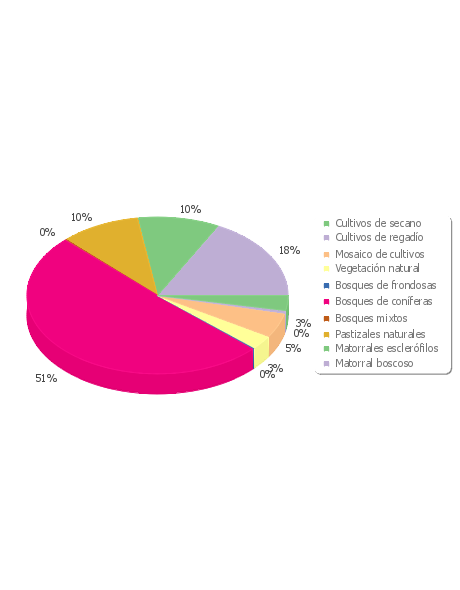 10%
10%
0%
18%
3%
0%
5%
3%
0%
51%
Cultivos de secano
Cultivos de regadío
Mosaico de cultivos
Vegetación natural
Bosques de frondosas
Bosques de coníferas
Bosques mixtos
Pastizales naturales
Matorrales esclerófilos
Matorral boscoso